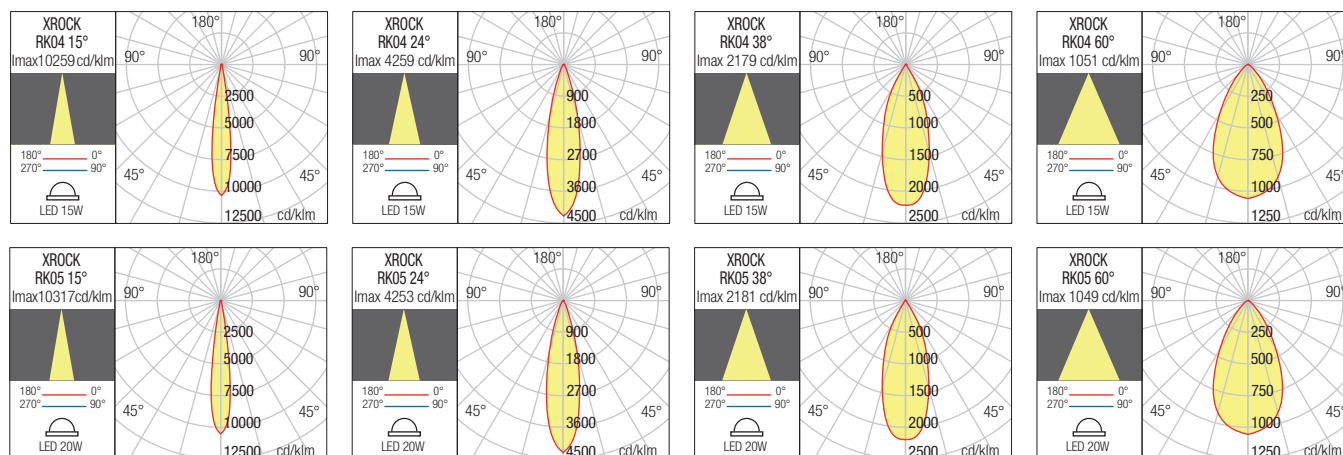 XROCK
RK04 15°
Imax10259 cd/klm
180° 0°
270° 90°
LED 15W
180°
90° 90°
2500
5000
7500
45° 45°
10000
12500 cd/klm
XROCK
RK04 24°
Imax 4259 cd/klm
180° 0°
270° 90°
LED 15W
180°
90° 90°
900
1800
2700
45° 45°
3600
4500 cd/klm
XROCK
RK04 38°
Imax 2179 cd/klm
180° 0°
270° 90°
LED 15W
180°
90° 90°
500
1000
1500
45° 45°
2000
2500 cd/klm
XROCK
RK04 60°
Imax 1051 cd/klm
180° 0°
270° 90°
LED 15W
180°
90° 90°
250
500
750
45° 45°
1000
1250 cd/klm
XROCK
RK05 15°
Imax10317cd/klm
180° 0°
270° 90°
LED 20W
180°
90° 90°
2500
5000
7500
45° 45°
10000
12500 cd/klm
XROCK
RK05 24°
Imax 4253 cd/klm
180° 0°
270° 90°
LED 20W
180°
90° 90°
900
1800
2700
45° 45°
3600
4500 cd/klm
XROCK
RK05 38°
Imax 2181 cd/klm
180° 0°
270° 90°
LED 20W
180°
90° 90°
500
1000
1500
45° 45°
2000
2500 cd/klm
XROCK
RK05 60°
Imax 1049 cd/klm
180° 0°
270° 90°
LED 20W
180°
90° 90°
250
500
750
45° 45°
1000
1250 cd/klm